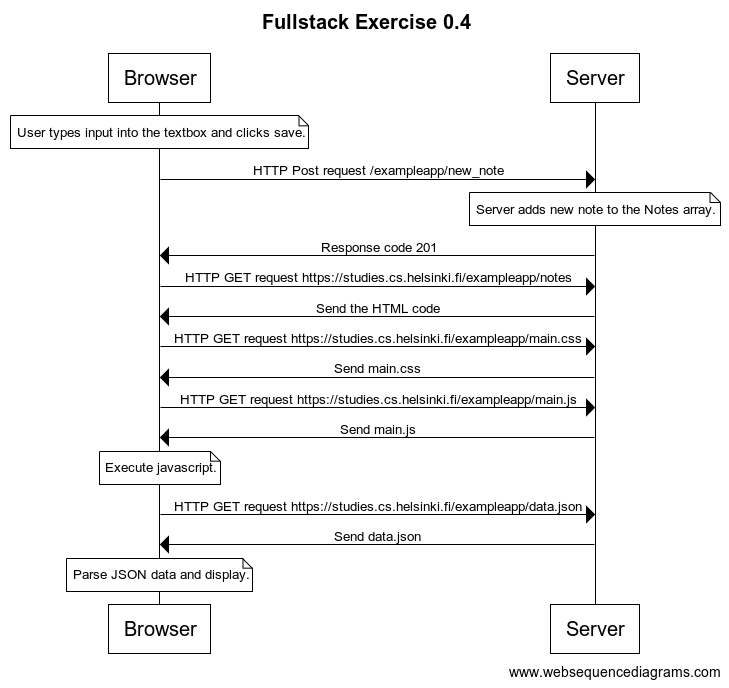 Fullstack Exercise 0.4
Browser
Server
User types input into the textbox and clicks save.
HTTP Post request /exampleapp/new_note
Server adds new note to the Notes array.
Response code 201
HTTP GET request https://studies.cs.helsinki.fi/exampleapp/notes
Send the HTML code
HTTP GET request https://studies.cs.helsinki.fi/exampleapp/main.css
Send main.css
HTTP GET request https://studies.cs.helsinki.fi/exampleapp/main.js
Send main.js
Execute javascript.
HTTP GET request https://studies.cs.helsinki.fi/exampleapp/data.json
Send data.json
Parse JSON data and display.
Browser
Server
www.websequencediagrams.com